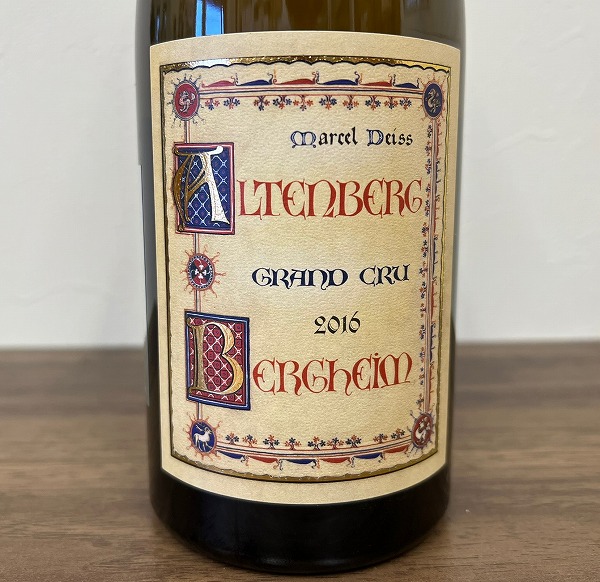 Marcel Deiss
ALTENBERG
GRAND CRU
2016
BERGHEIM